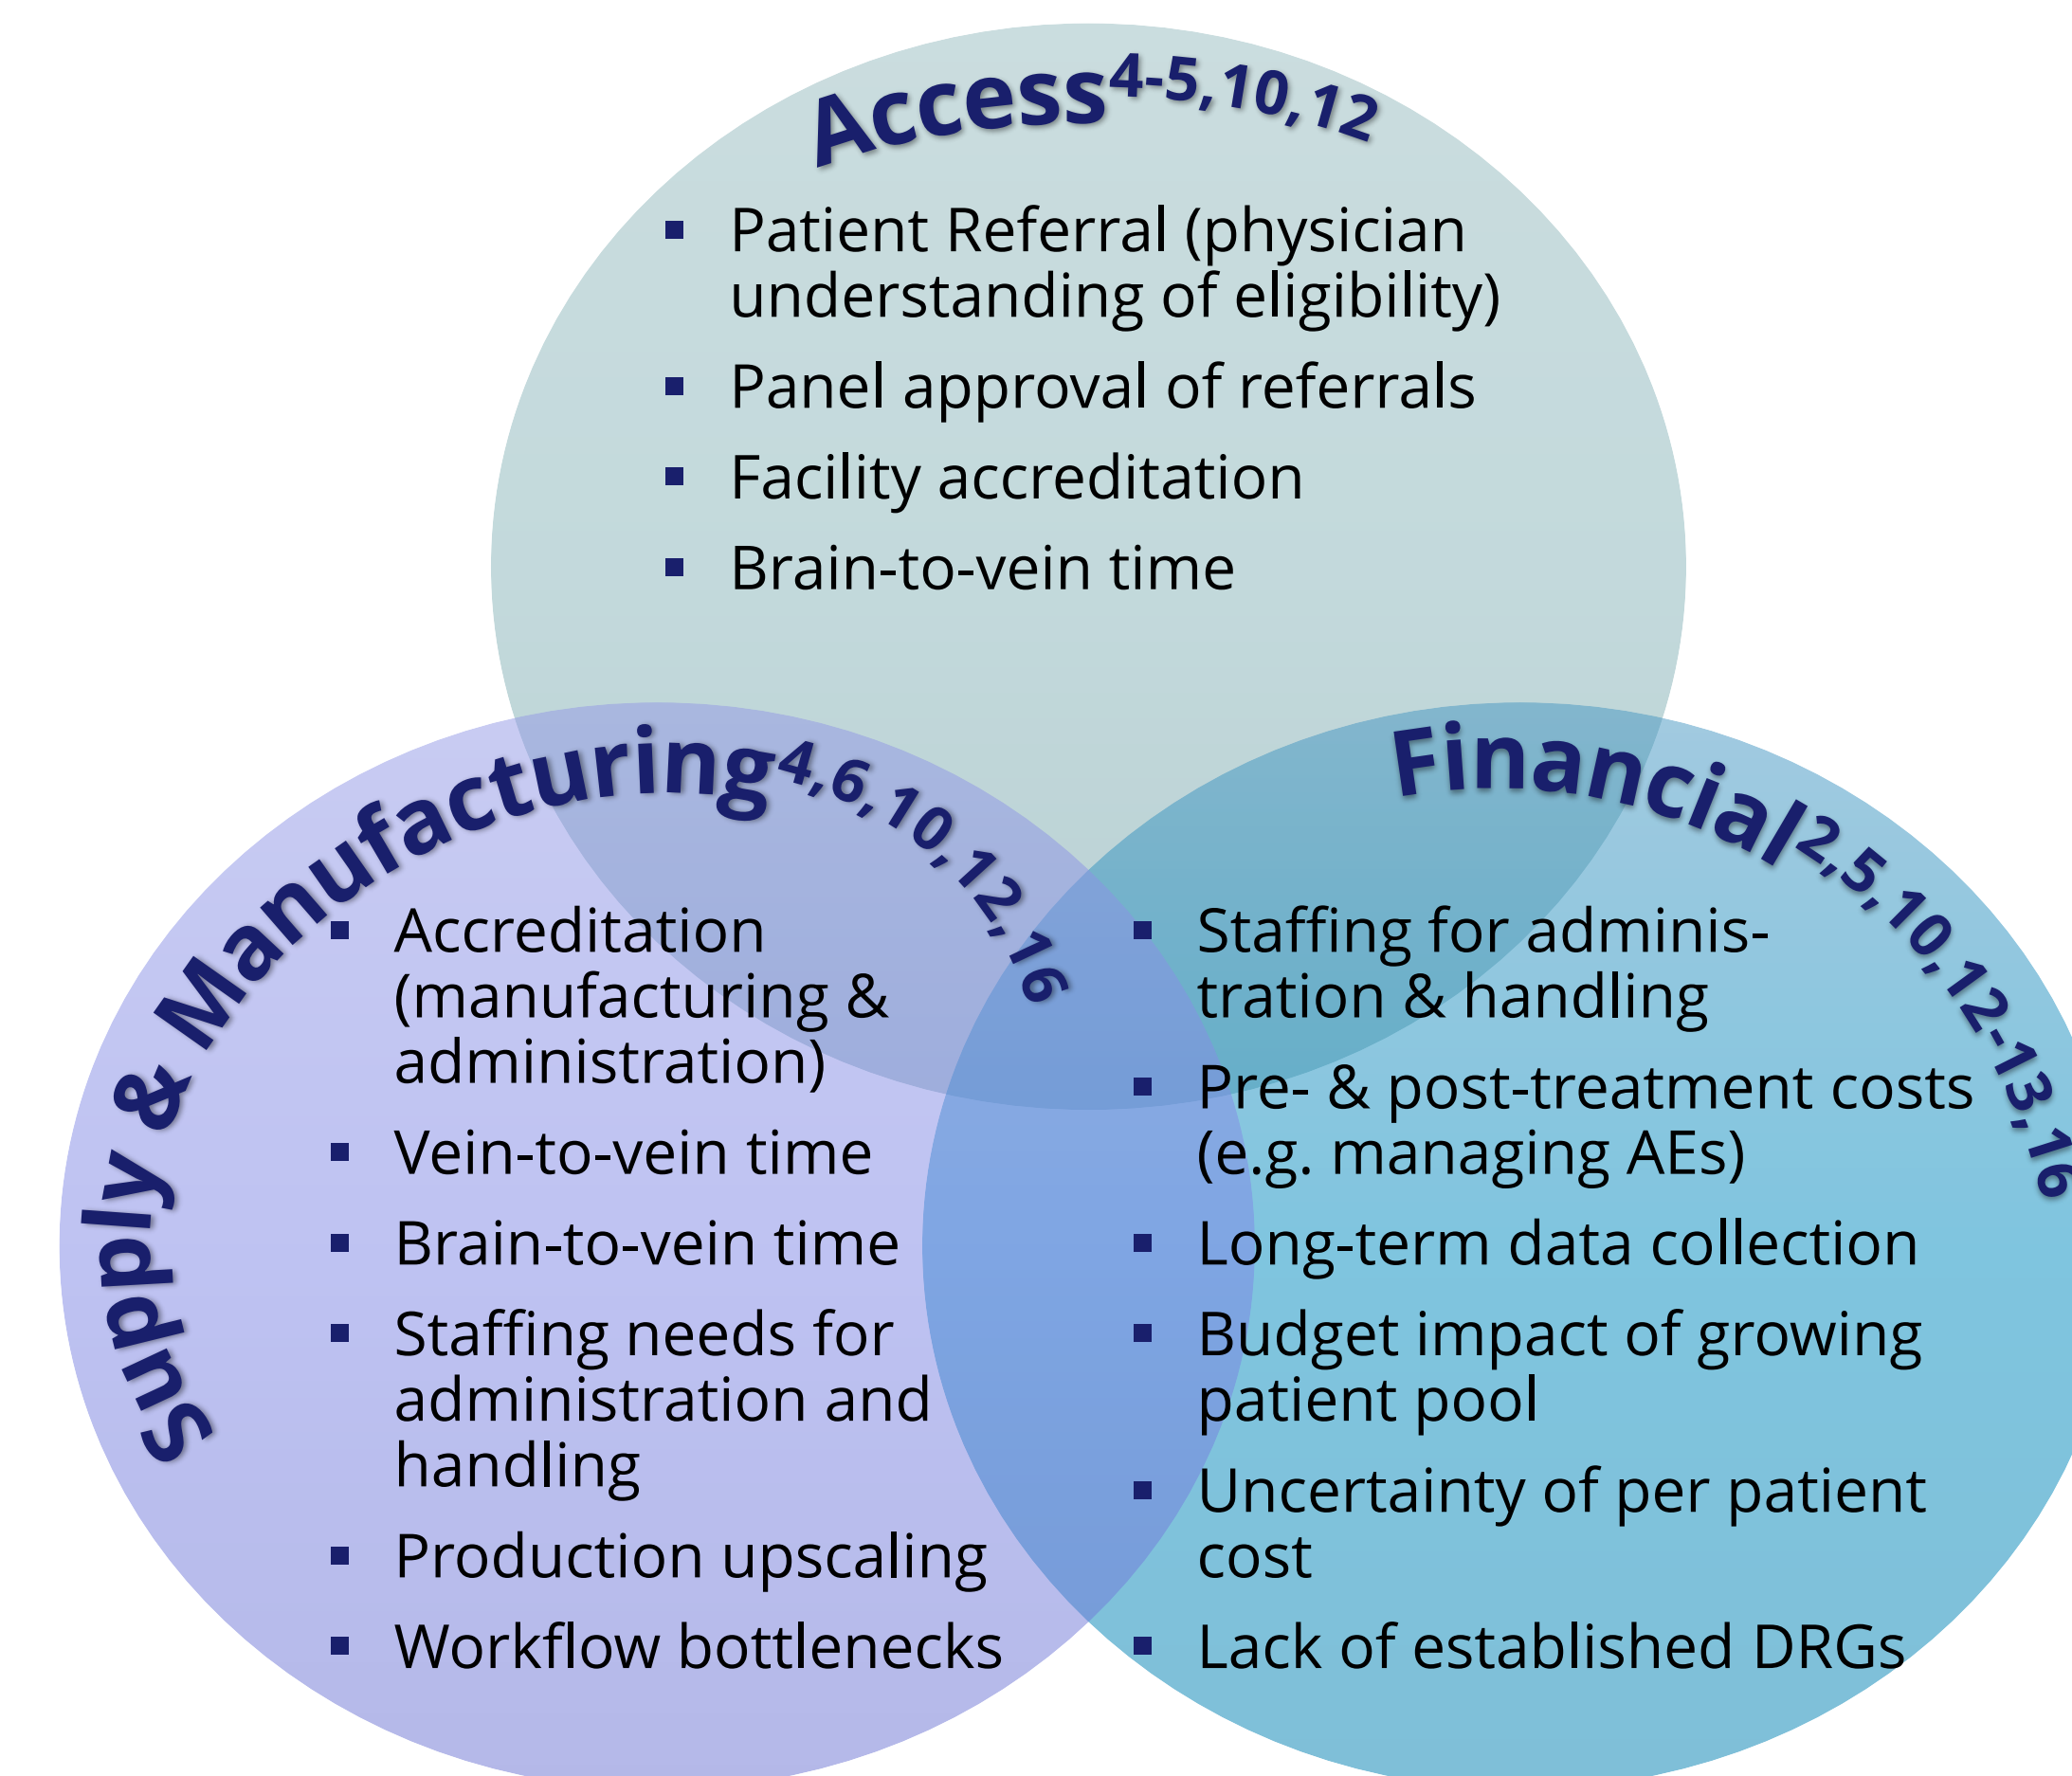 Access4-5,10,12
▪ Patient Referral (physician
understanding of eligibility)
▪ Panel approval of referrals
▪ Facility accreditation
▪ Brain-to-vein time
Supply & Manufacturing4,6,10,12,16
▪ Accreditation
(manufacturing &
administration)
▪ Vein-to-vein time
▪ Brain-to-vein time
▪ Staffing needs for
administration and
handling
▪ Production upscaling
▪ Workflow bottlenecks
Financial2,5,10,12-13,16
▪ Staffing for adminis-
tration & handling
▪ Pre- & post-treatment costs
(e.g. managing AEs)
▪ Long-term data collection
▪ Budget impact of growing
patient pool
▪ Uncertainty of per patient
cost
▪ Lack of established DRGs